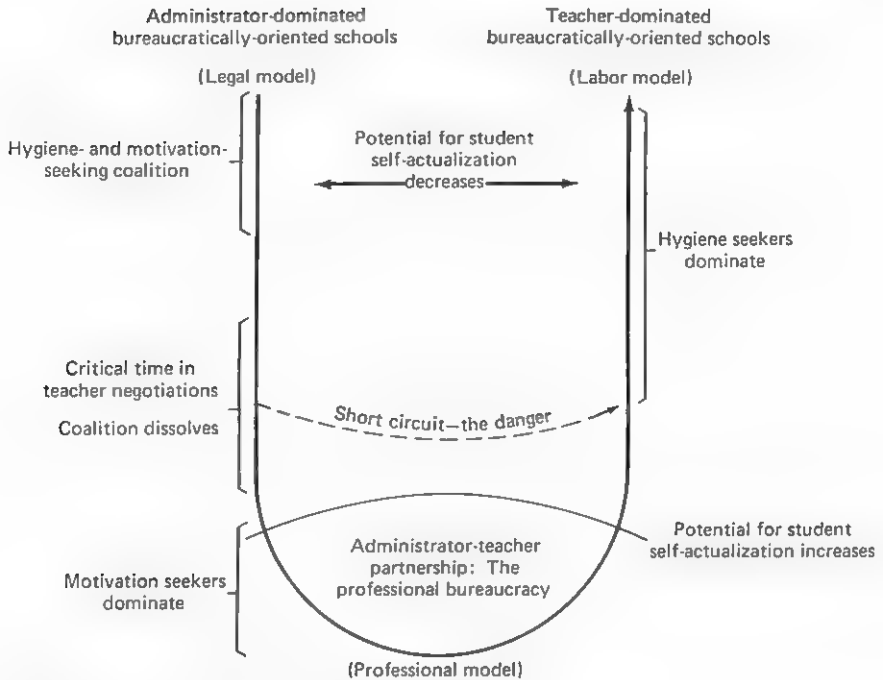 Administrator-dominated
bureaucratically-oriented schools
(Legal model)
Teacher-dominated
bureaucratically-oriented schools
(Labor model)
Hygiene- and motivation-
seeking coalition
Potential for student
self-actualization
decreases
Hygiene seekers
dominate
Critical time in
teacher negotiations
Coalition dissolves
Short circuit—the danger
Motivation seekers
dominate
Administrator-teacher
partnership: The
professional bureaucracy
Potential for student
self-actualization increases
(Professional model)